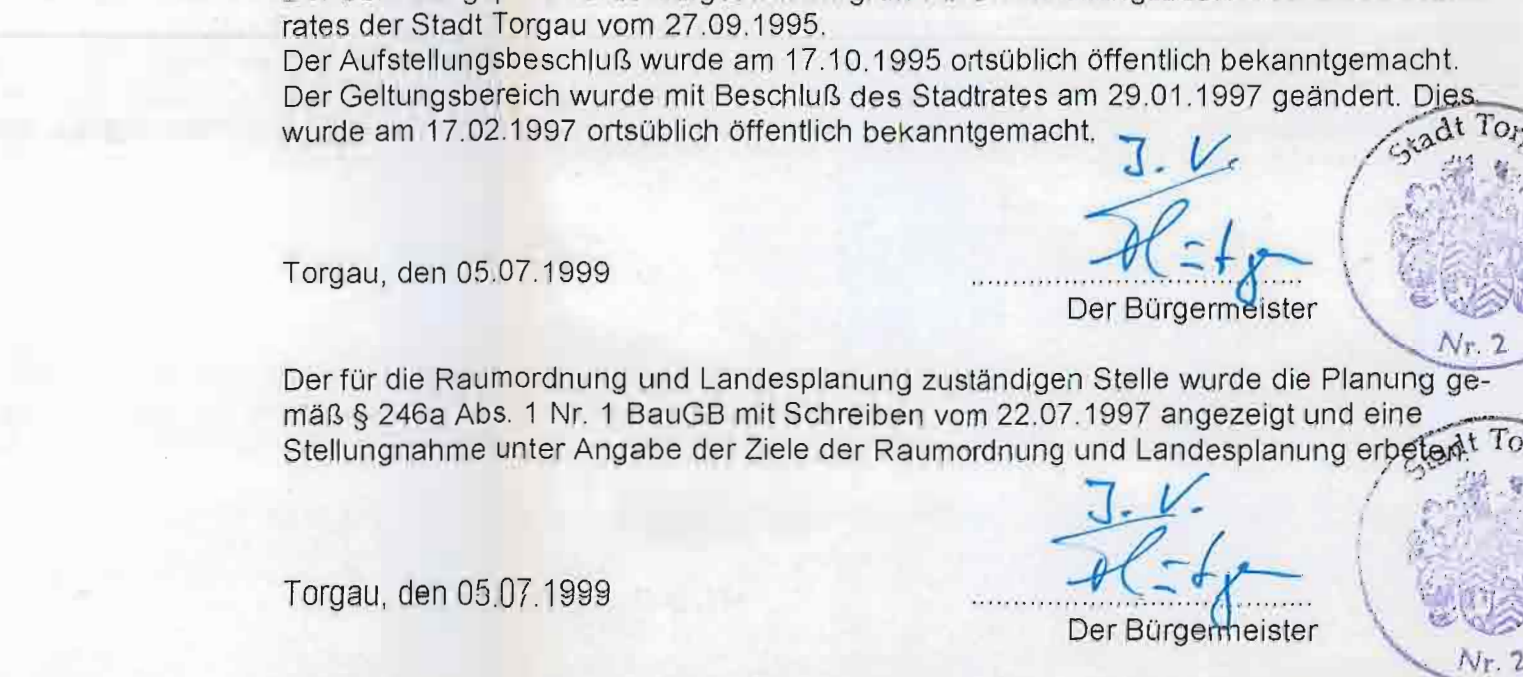 rates der Stadt Torgau vom 27.09.1995.
Der Aufstellungsbeschluß wurde am 17.10.1995 ortsüblich öffentlich bekanntgemacht.
Der Geltungsbereich wurde mit Beschluß des Stadtrates am 29.01.1997 geändert. Dies
wurde am 17.02.1997 ortsüblich öffentlich bekanntgemacht.
Stadt Tor
J. V.
Torgau, den 05.07.1999
Der Bürgermeister
Nr. 2
Der für die Raumordnung und Landesplanung zuständigen Stelle wurde die Planung ge-
mäß § 246a Abs. 1 Nr. 1 BauGB mit Schreiben vom 22.07.1997 angezeigt und eine
Stellungnahme unter Angabe der Ziele der Raumordnung und Landesplanung erbeten.
Stadt To
J. V.
Torgau, den 05.07.1999
Der Bürgermeister
Nr. 2